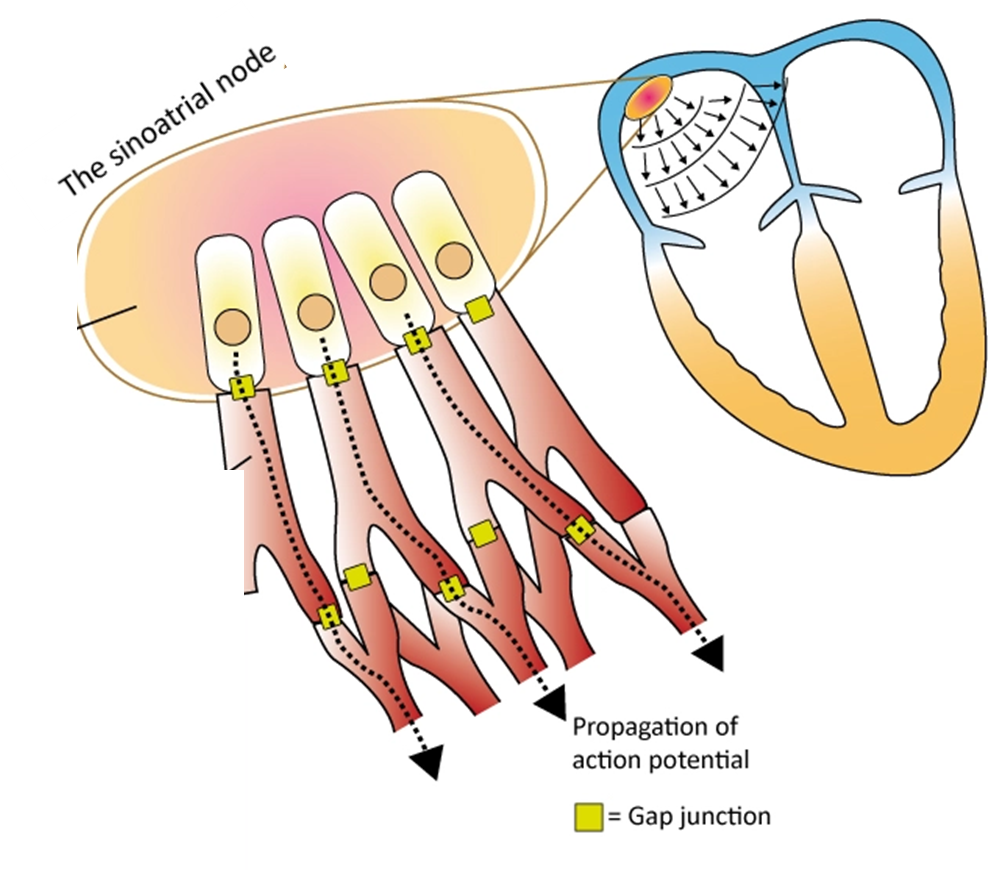 The sinoatrial node
Propagation of
action potential
= Gap junction